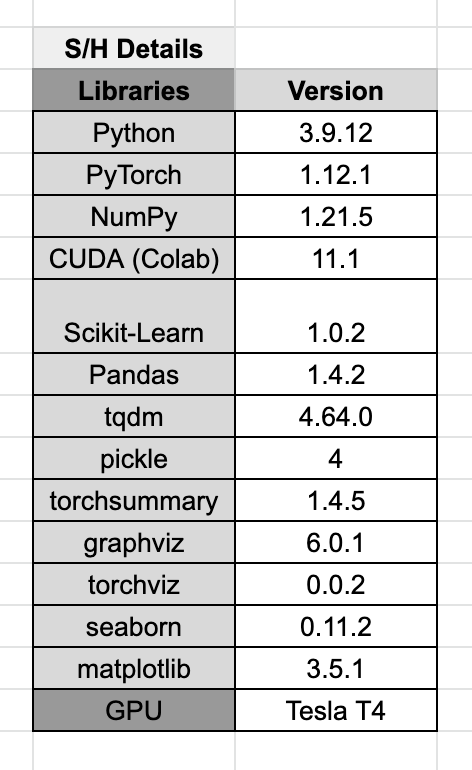 S/H Details
Libraries Version
Python 3.9.12
PyTorch 1.12.1
NumPy 1.21.5
CUDA (Colab) 11.1
Scikit-Learn 1.0.2
Pandas 1.4.2
tqdm 4.64.0
pickle 4
torchsummary 1.4.5
graphviz 6.0.1
torchviz 0.0.2
seaborn 0.11.2
matplotlib 3.5.1
GPU Tesla T4